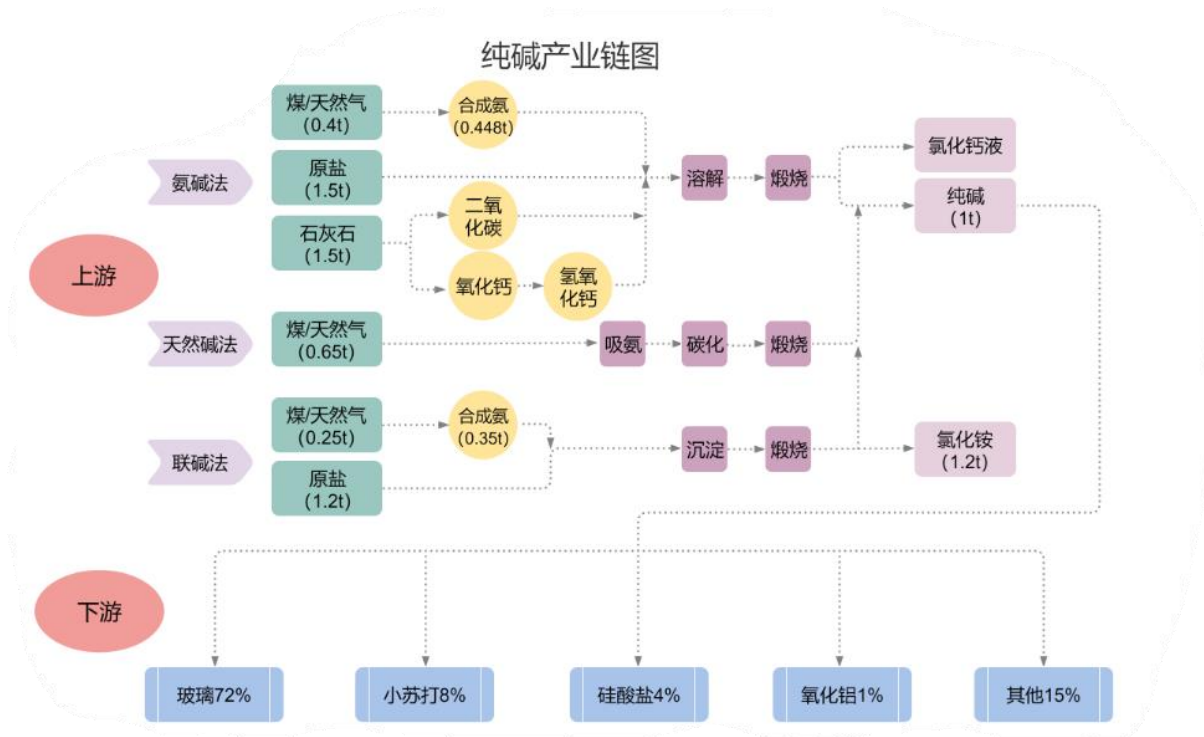 纯碱产业链图
煤/天然气
(0.4t)
合成氨
(0.448t)
氨碱法
原盐
(1.5t)
石灰石
(1.5t)
二氧
化碳
氧化钙
氢氧
化钙
溶解
煅烧
氯化钙液
纯碱
(1t)
上游
天然碱法
煤/天然气
(0.65t)
吸氨
碳化
煅烧
联碱法
煤/天然气
(0.25t)
合成氨
(0.35t)
原盐
(1.2t)
沉淀
煅烧
氯化铵
(1.2t)
下游
玻璃72%
小苏打8%
硅酸盐4%
氧化铝1%
其他15%